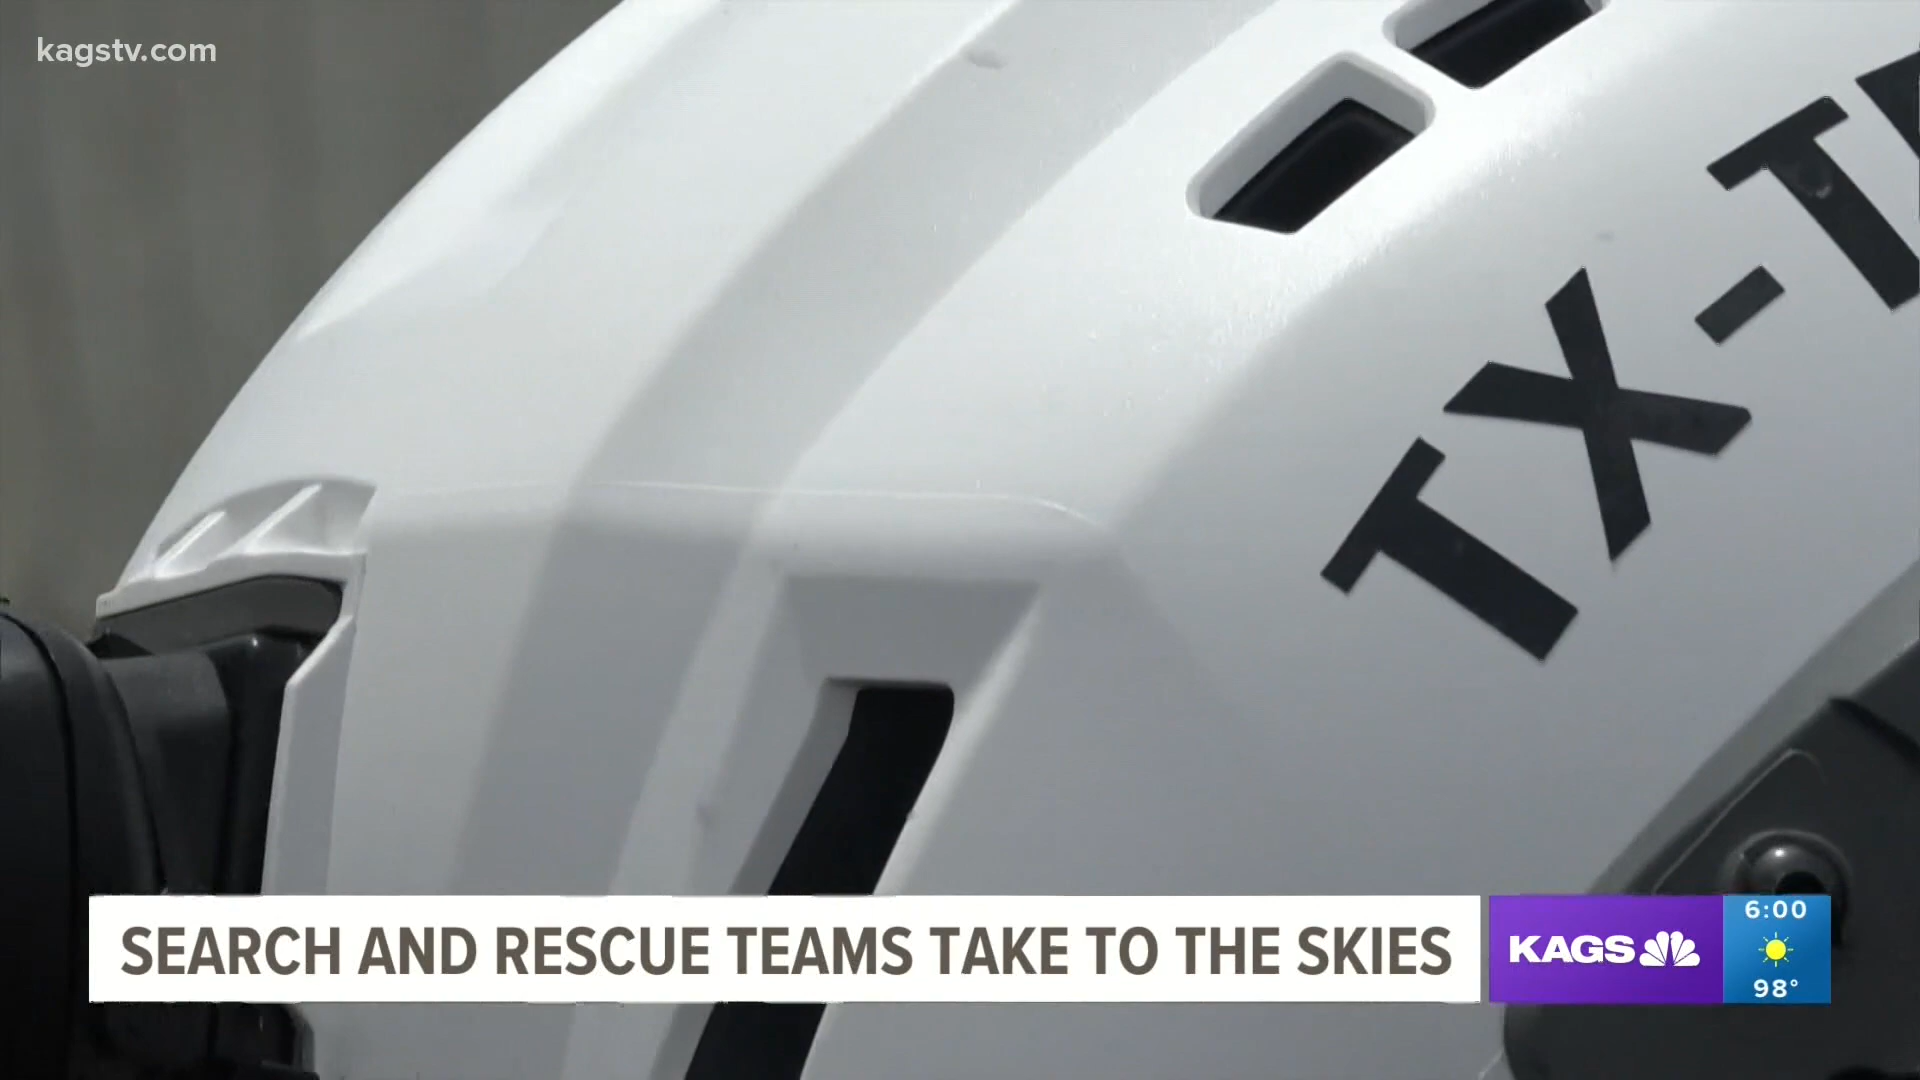 kagstv.com
TX-T
SEARCH AND RESCUE TEAMS TAKE TO THE SKIES
KAGS
6:00
98°